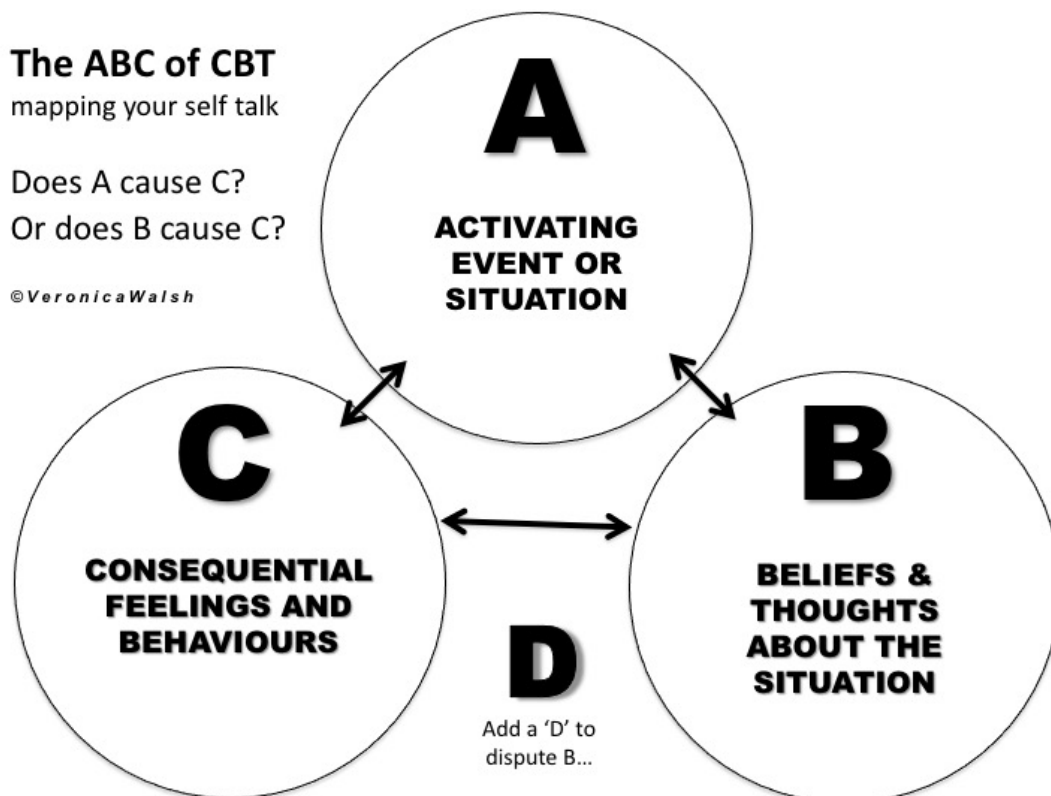 The ABC of CBT
mapping your self talk
Does A cause C?
Or does B cause C?
©VeronicaWalsh
A
ACTIVATING
EVENT OR
SITUATION
C
CONSEQUENTIAL
FEELINGS AND
BEHAVIOURS
B
BELIEFS &
THOUGHTS
ABOUT THE
SITUATION
D
Add a ‘D’ to
dispute B...